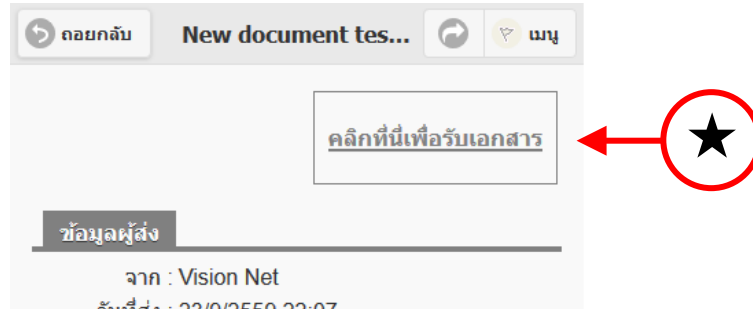 ถอยกลับ New document tes... เมนู
คลิกที่นี่เพื่อรับเอกสาร
ข้อมูลผู้ส่ง
จาก : Vision Net